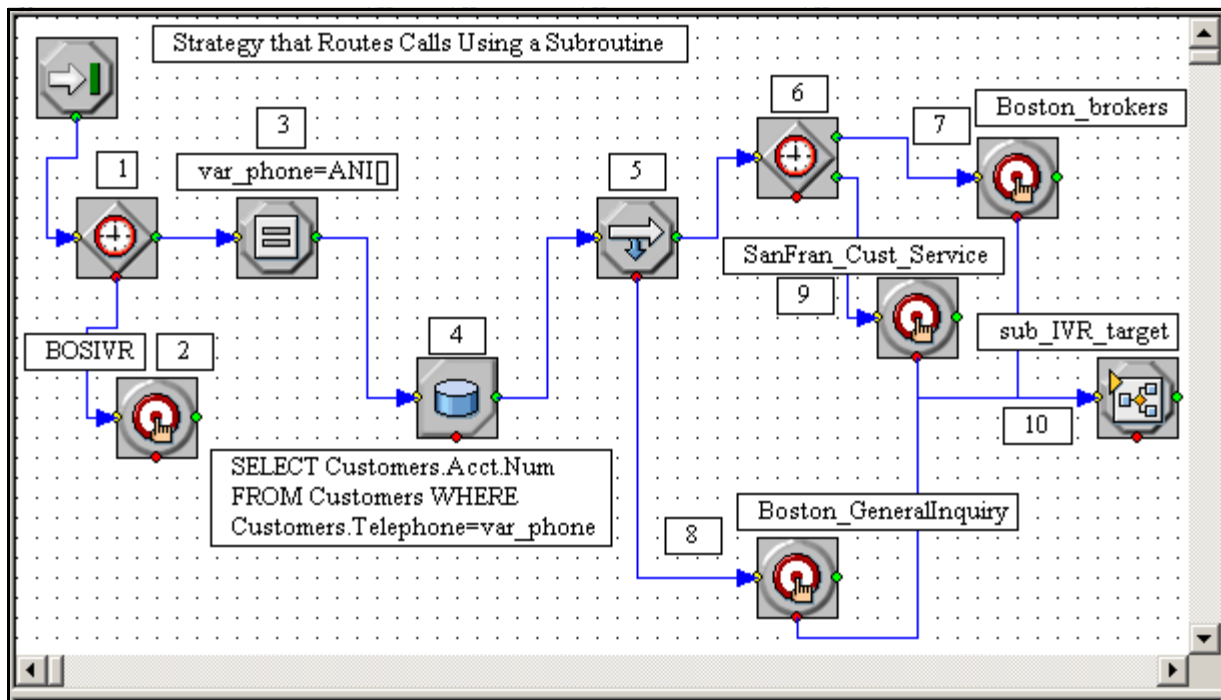 Strategy that Routes Calls Using a Subroutine
6
7
Boston_brokers
3
1
var_phone=ANI[]
5
SanFran_Cust_Service
9
sub_IVR_target
BOSIVR
2
4
10
SELECT Customers.Acct.Num
FROM Customers WHERE
Customers.Telephone=var_phone
Boston_GeneralInquiry
8